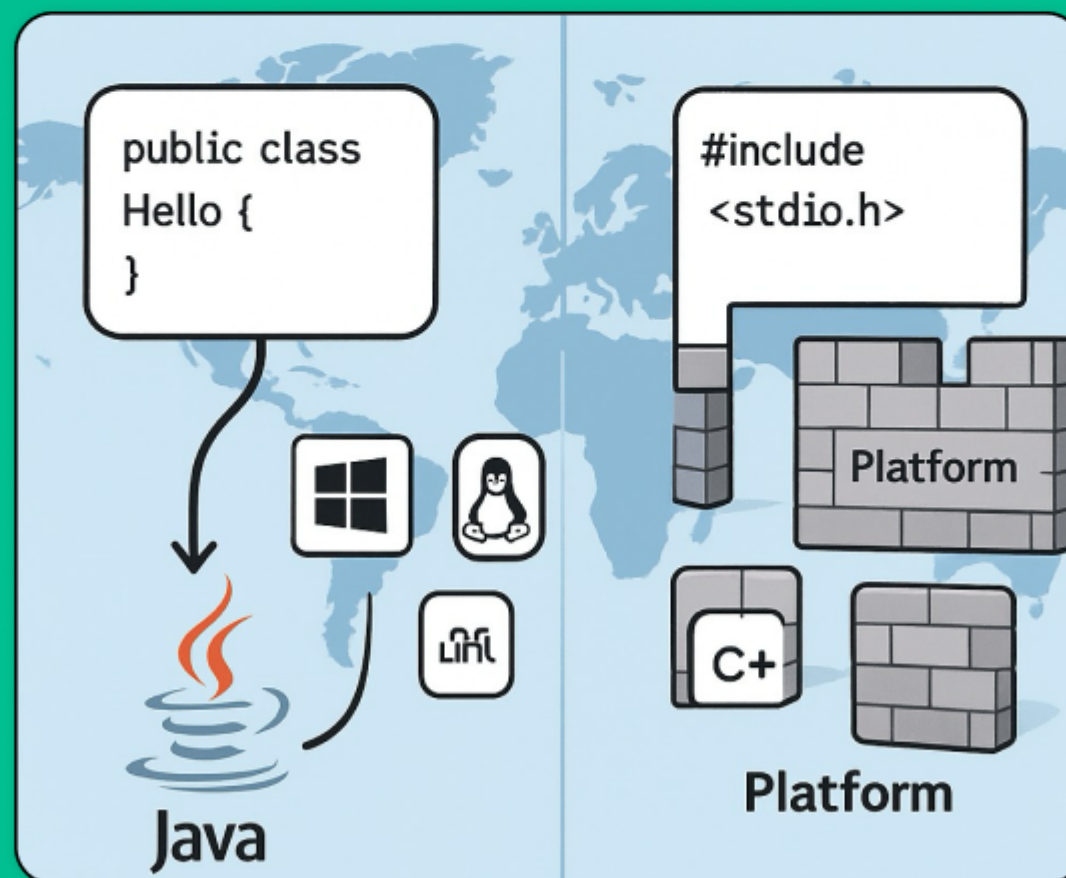 public class
Hello {
}
Java
#include
<stdio.h>
Platform
C+
Platform